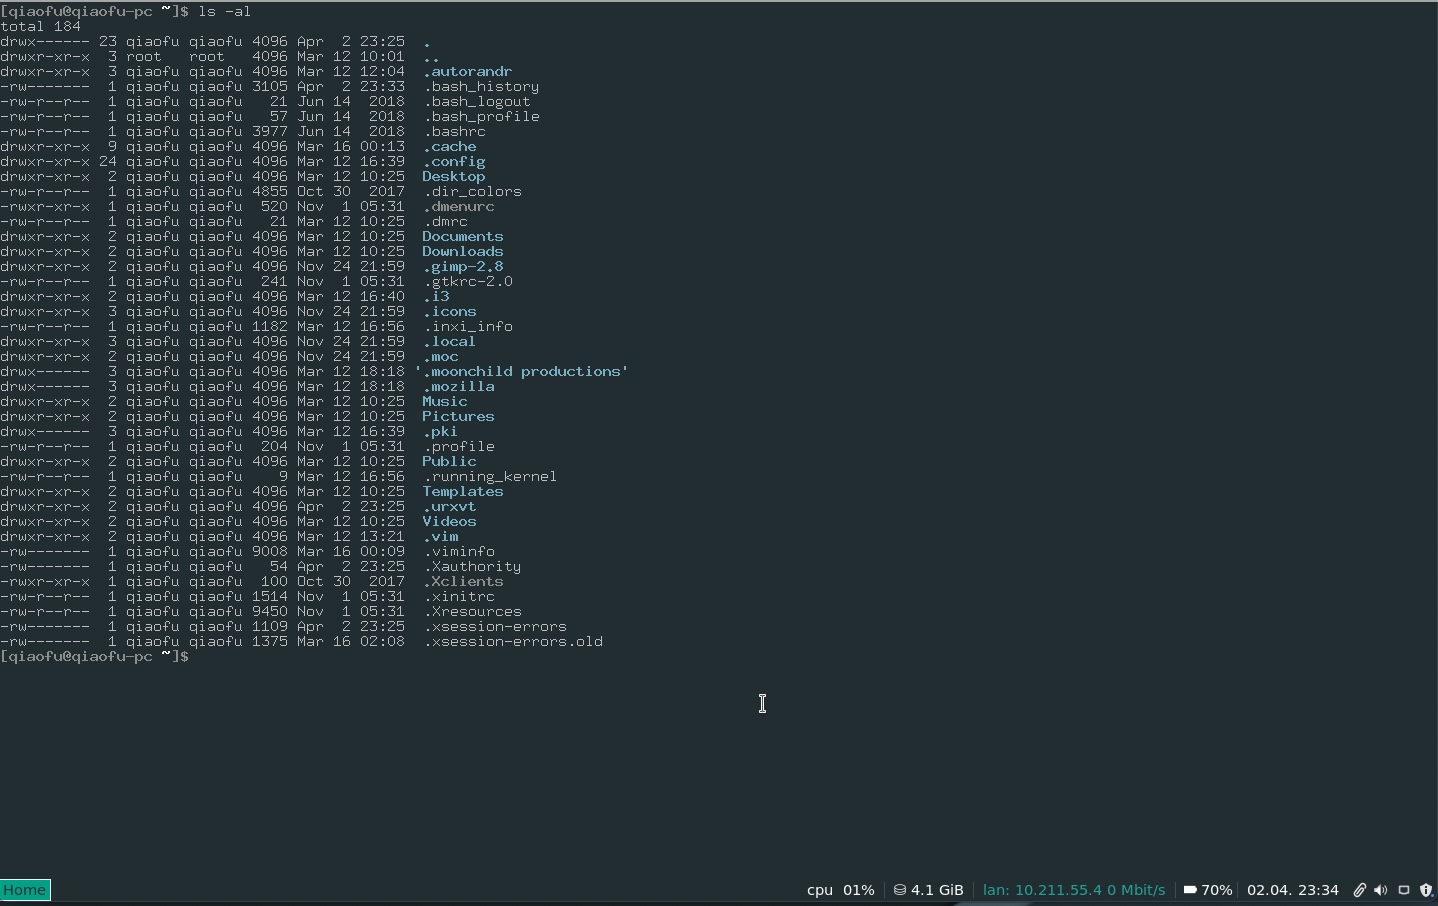 [qiaofu@qiaofu-pc ~]$ ls -al
total 184
drwx------ 23 qiaofu qiaofu 4096 Apr  2 23:25  .
drwxr-xr-x  3 root   root   4096 Mar 12 10:01  ..
drwxr-xr-x  3 qiaofu qiaofu 4096 Mar 12 12:04  .autorandr
-rw-------  1 qiaofu qiaofu 3105 Apr  2 23:33  .bash_history
-rw-r--r--  1 qiaofu qiaofu   21 Jun 14  2018  .bash_logout
-rw-r--r--  1 qiaofu qiaofu   57 Jun 14  2018  .bash_profile
-rw-r--r--  1 qiaofu qiaofu 3977 Jun 14  2018  .bashrc
drwxr-xr-x  9 qiaofu qiaofu 4096 Mar 16 00:13  .cache
drwxr-xr-x 24 qiaofu qiaofu 4096 Mar 12 16:39  .config
drwxr-xr-x  2 qiaofu qiaofu 4096 Mar 12 10:25  Desktop
-rw-r--r--  1 qiaofu qiaofu 4855 Oct 30  2017  .dir_colors
-rwxr-xr-x  1 qiaofu qiaofu  520 Nov  1 05:31  .dmenurc
-rw-r--r--  1 qiaofu qiaofu   21 Mar 12 10:25  .dmrc
drwxr-xr-x  2 qiaofu qiaofu 4096 Mar 12 10:25  Documents
drwxr-xr-x  2 qiaofu qiaofu 4096 Mar 12 10:25  Downloads
drwxr-xr-x  2 qiaofu qiaofu 4096 Nov 24 21:59  .gimp-2.8
-rw-r--r--  1 qiaofu qiaofu  241 Nov  1 05:31  .gtkrc-2.0
drwxr-xr-x  2 qiaofu qiaofu 4096 Mar 12 16:40  .i3
drwxr-xr-x  3 qiaofu qiaofu 4096 Nov 24 21:59  .icons
-rw-r--r--  1 qiaofu qiaofu 1182 Mar 12 16:56  .inxi_info
drwxr-xr-x  3 qiaofu qiaofu 4096 Nov 24 21:59  .local
drwxr-xr-x  2 qiaofu qiaofu 4096 Nov 24 21:59  .moc
drwx------  3 qiaofu qiaofu 4096 Mar 12 18:18 '.moonchild productions'
drwx------  3 qiaofu qiaofu 4096 Mar 12 18:18  .mozilla
drwxr-xr-x  2 qiaofu qiaofu 4096 Mar 12 10:25  Music
drwxr-xr-x  2 qiaofu qiaofu 4096 Mar 12 10:25  Pictures
drwx------  3 qiaofu qiaofu 4096 Mar 12 16:39  .pki
-rw-r--r--  1 qiaofu qiaofu  204 Nov  1 05:31  .profile
drwxr-xr-x  2 qiaofu qiaofu 4096 Mar 12 10:25  Public
-rw-r--r--  1 qiaofu qiaofu    9 Mar 12 16:56  .running_kernel
drwxr-xr-x  2 qiaofu qiaofu 4096 Mar 12 10:25  Templates
drwxr-xr-x  2 qiaofu qiaofu 4096 Apr  2 23:25  .urxvt
drwxr-xr-x  2 qiaofu qiaofu 4096 Mar 12 10:25  Videos
drwxr-xr-x  2 qiaofu qiaofu 4096 Mar 12 13:21  .vim
-rw-------  1 qiaofu qiaofu 9008 Mar 16 00:09  .viminfo
-rw-------  1 qiaofu qiaofu   54 Apr  2 23:25  .Xauthority
-rwxr-xr-x  1 qiaofu qiaofu  100 Oct 30  2017  .Xclients
-rw-r--r--  1 qiaofu qiaofu 1514 Nov  1 05:31  .xinitrc
-rw-r--r--  1 qiaofu qiaofu 9450 Nov  1 05:31  .Xresources
-rw-------  1 qiaofu qiaofu 1109 Apr  2 23:25  .xsession-errors
-rw-------  1 qiaofu qiaofu 1375 Mar 16 02:08  .xsession-errors.old
[qiaofu@qiaofu-pc ~]$
Home cpu 01% 4.1 GiB lan: 10.211.55.4 0 Mbit/s 70% 02.04. 23:34